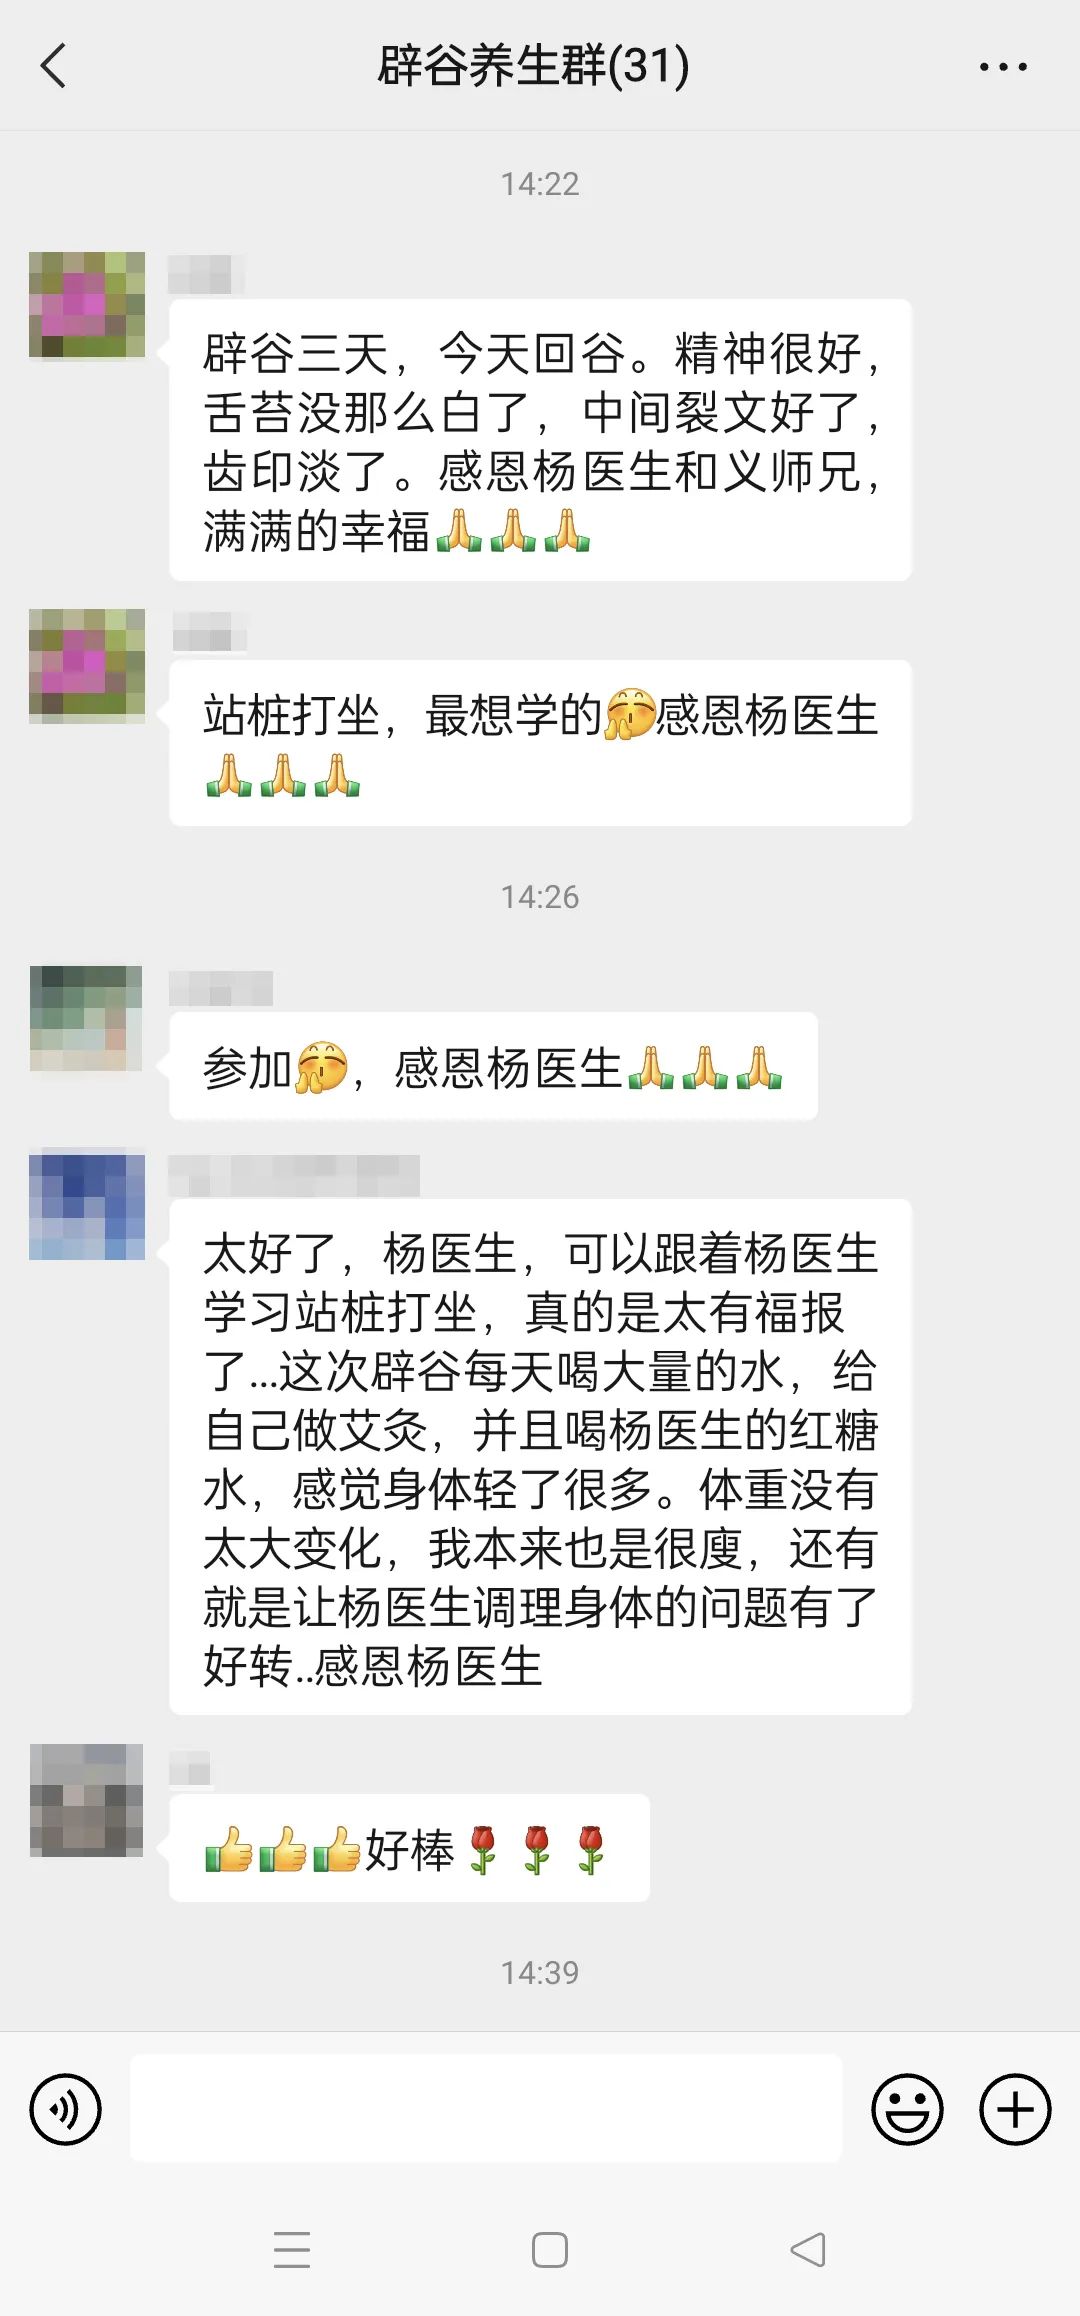 辟谷养生群(31)
14:22
辟谷三天，今天回谷。精神很好，
舌苔没那么白了，中间裂文好了，
齿印淡了。感恩杨医生和义师兄，
满满的幸福🙏🙏🙏
站桩打坐，最想学的🤭感恩杨医生
🙏🙏🙏
14:26
参加🤭，感恩杨医生🙏🙏🙏
太好了，杨医生，可以跟着杨医生
学习站桩打坐，真的是太有福报
了...这次辟谷每天喝大量的水，给
自己做艾灸，并且喝杨医生的红糖
水，感觉身体轻了很多。体重没有
太大变化，我本来也是很廋，还有
就是让杨医生调理身体的问题有了
好转..感恩杨医生
👍👍👍好棒🌹🌹🌹
14:39